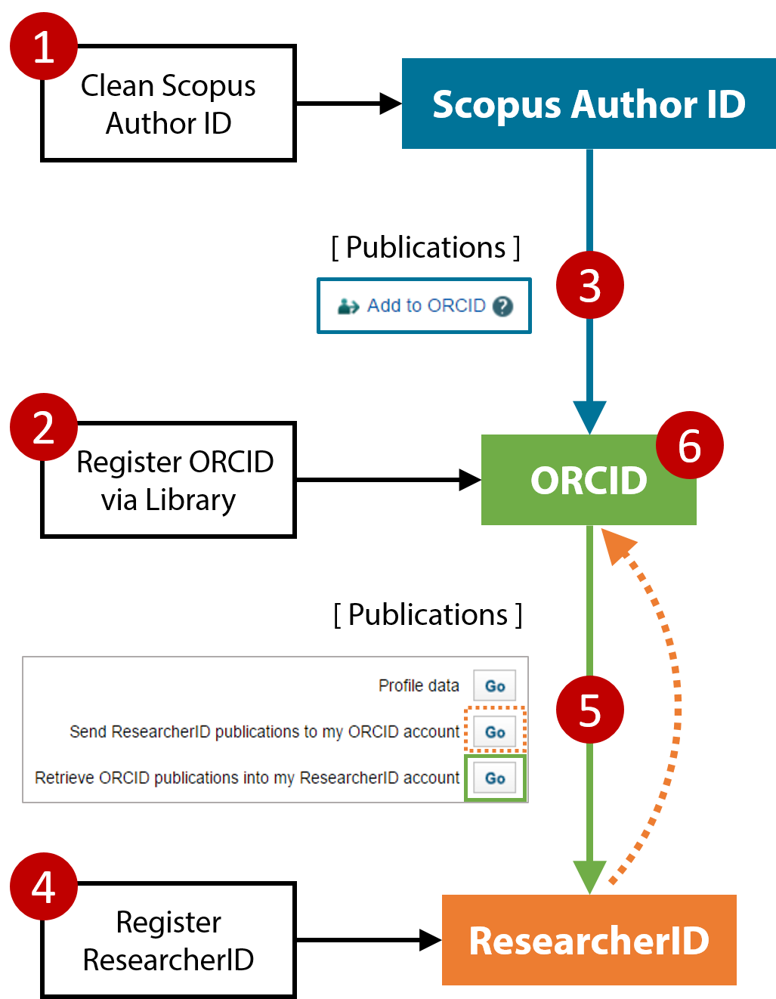 1
Clean Scopus
Author ID
Scopus Author ID
[ Publications ]
Add to ORCID ?
3
2
Register ORCID
via Library
ORCID
6
[ Publications ]
Profile data Go
Send ResearcherID publications to my ORCID account Go
Retrieve ORCID publications into my ResearcherID account Go
5
4
Register
ResearcherID
ResearcherID